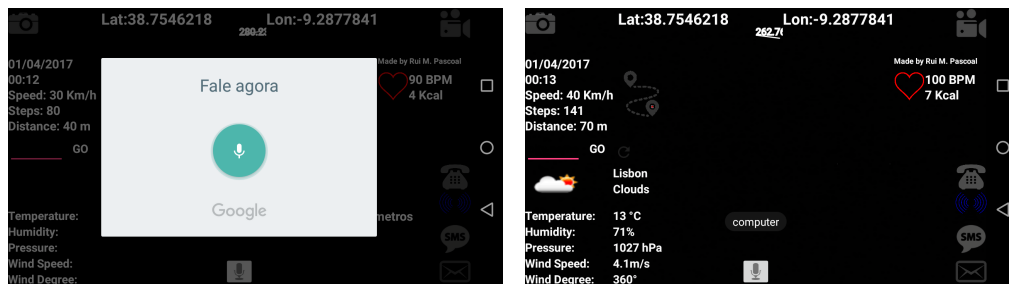 Lat:38.7546218 Lon:-9.2877841
01/04/2017
00:12
Speed: 30 Km/h
Steps: 80
Distance: 40 m
GO
Made by Rui M. Pascoal
90 BPM
4 Kcal
Fale agora
Google
metros
Temperature:
Humidity:
Pressure:
Wind Speed:
Wind Degree:
SMS
Lat:38.7546218 Lon:-9.2877841
262.76
01/04/2017
00:13
Speed: 40 Km/h
Steps: 141
Distance: 70 m
GO
Made by Rui M. Pascoal
100 BPM
7 Kcal
Lisbon
Clouds
Temperature: 13 °C
Humidity: 71%
Pressure: 1027 hPa
Wind Speed: 4.1m/s
Wind Degree: 360°
computer
SMS